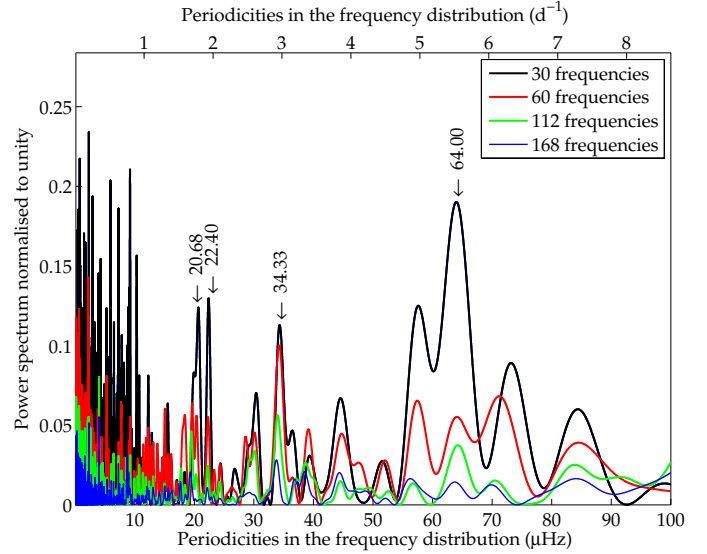 Periodicities in the frequency distribution (d⁻¹)
1 2 3 4 5 6 7 8
30 frequencies
60 frequencies
112 frequencies
168 frequencies
Power spectrum normalised to unity
0.25
0.2
0.15
0.1
0.05
0
20.68
22.40
34.33
64.00
10 20 30 40 50 60 70 80 90 100
Periodicities in the frequency distribution (μHz)